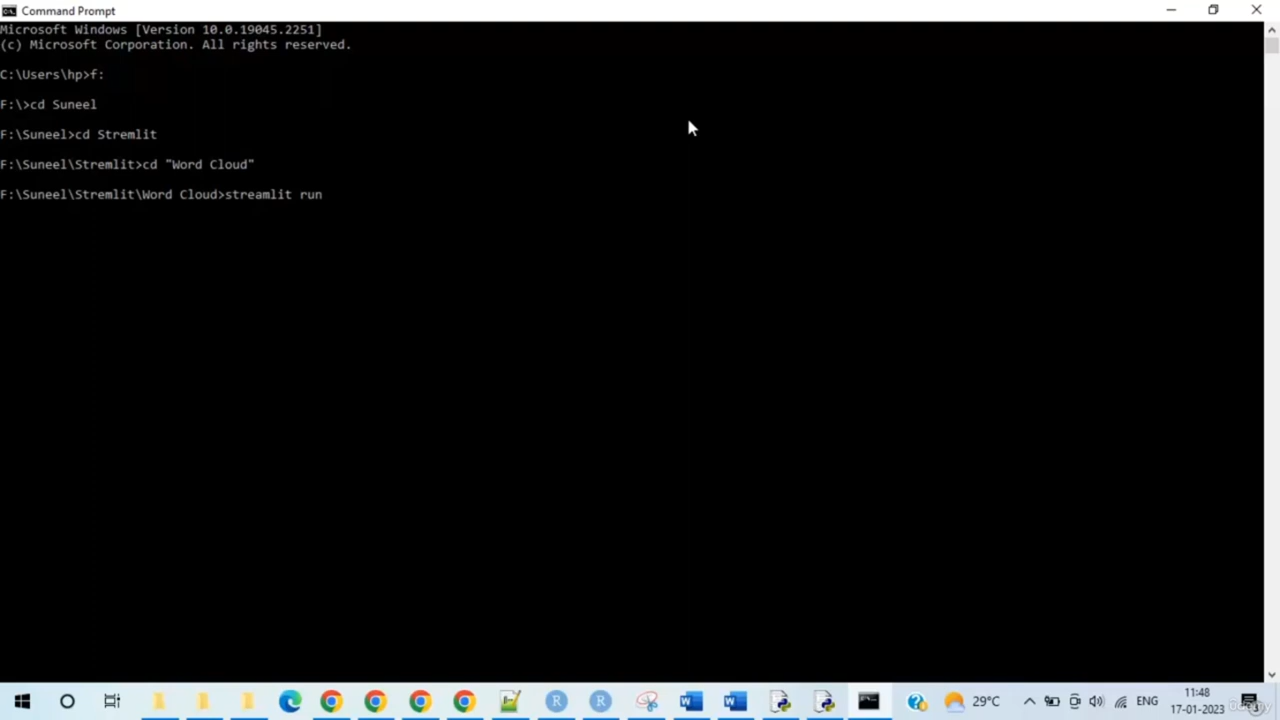 Command Prompt
Microsoft Windows [Version 10.0.19045.2251]
(c) Microsoft Corporation. All rights reserved.
C:\Users\hp>f:
F:\>cd Suneel
F:\Suneel>cd Stremlit
F:\Suneel\Stremlit>cd "Word Cloud"
F:\Suneel\Stremlit\Word Cloud>streamlit run
29°C
ENG
11:48
17-01-2023
Udemy